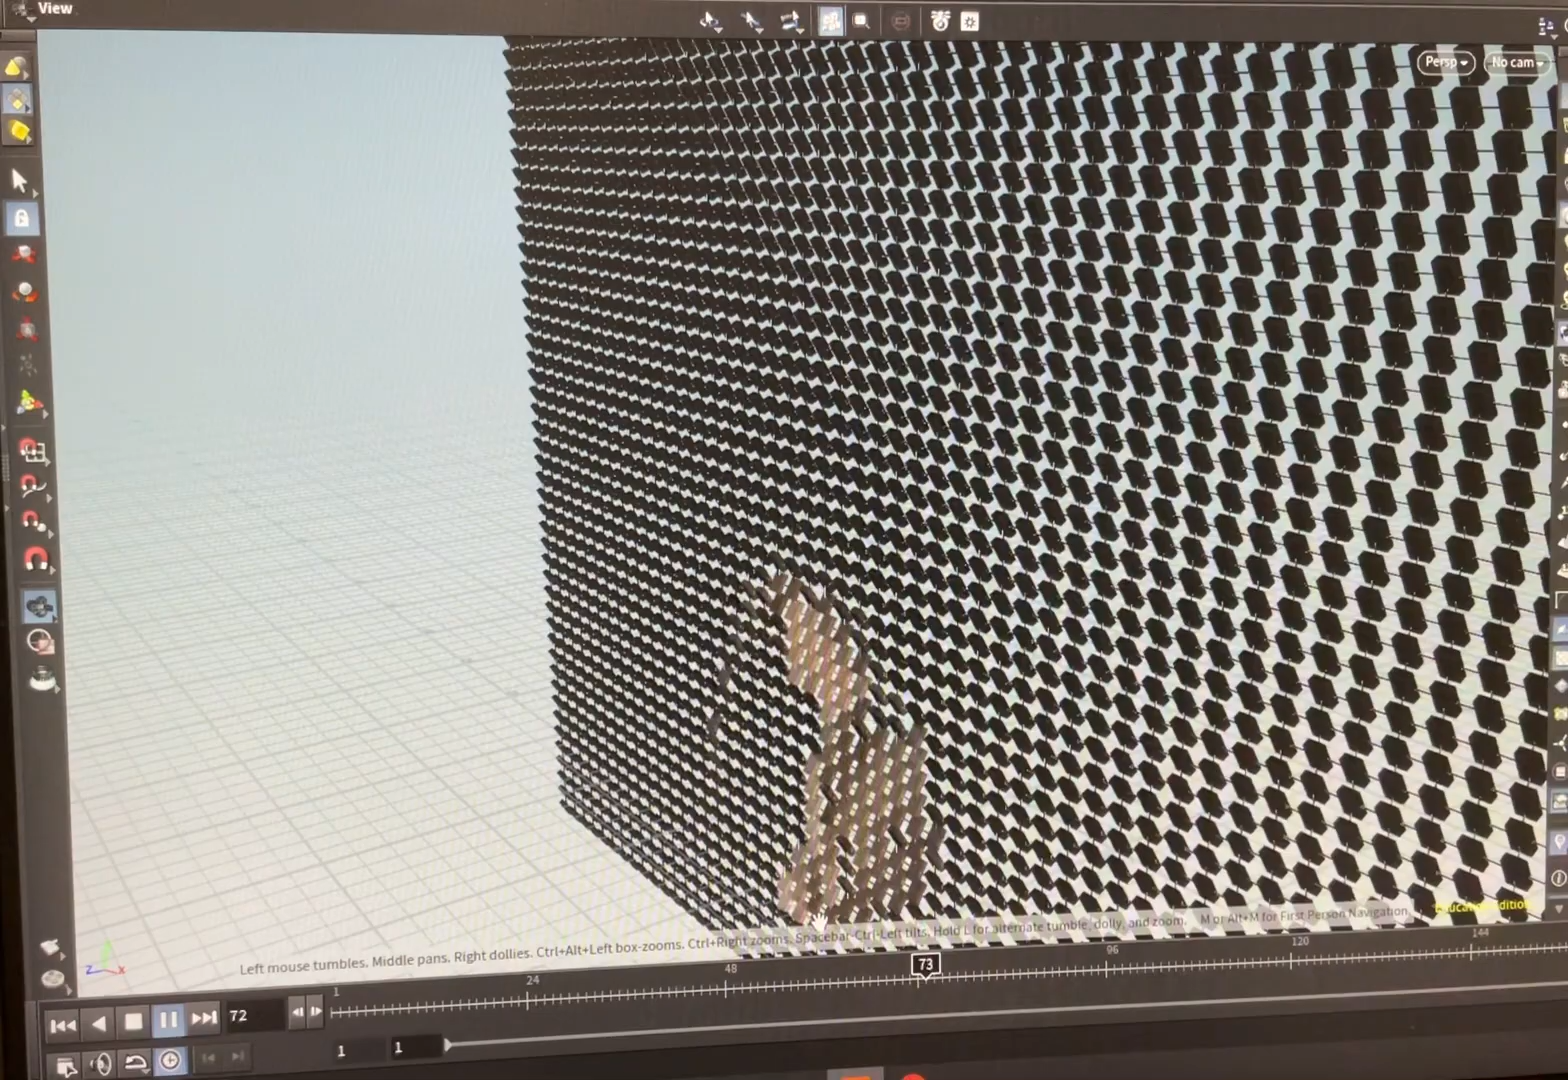 View
Persp
No cam
Left mouse tumbles. Middle pans. Right dollies. Ctrl+Alt+Left box-zooms. Ctrl+Right zooms. Spacebar-Ctrl-Left tilts. Hold L for alternate tumble, dolly, and zoom. M or Alt+M for First Person Navigation.
Education Edition
1 24 48 73 96 120 144
72
1 1